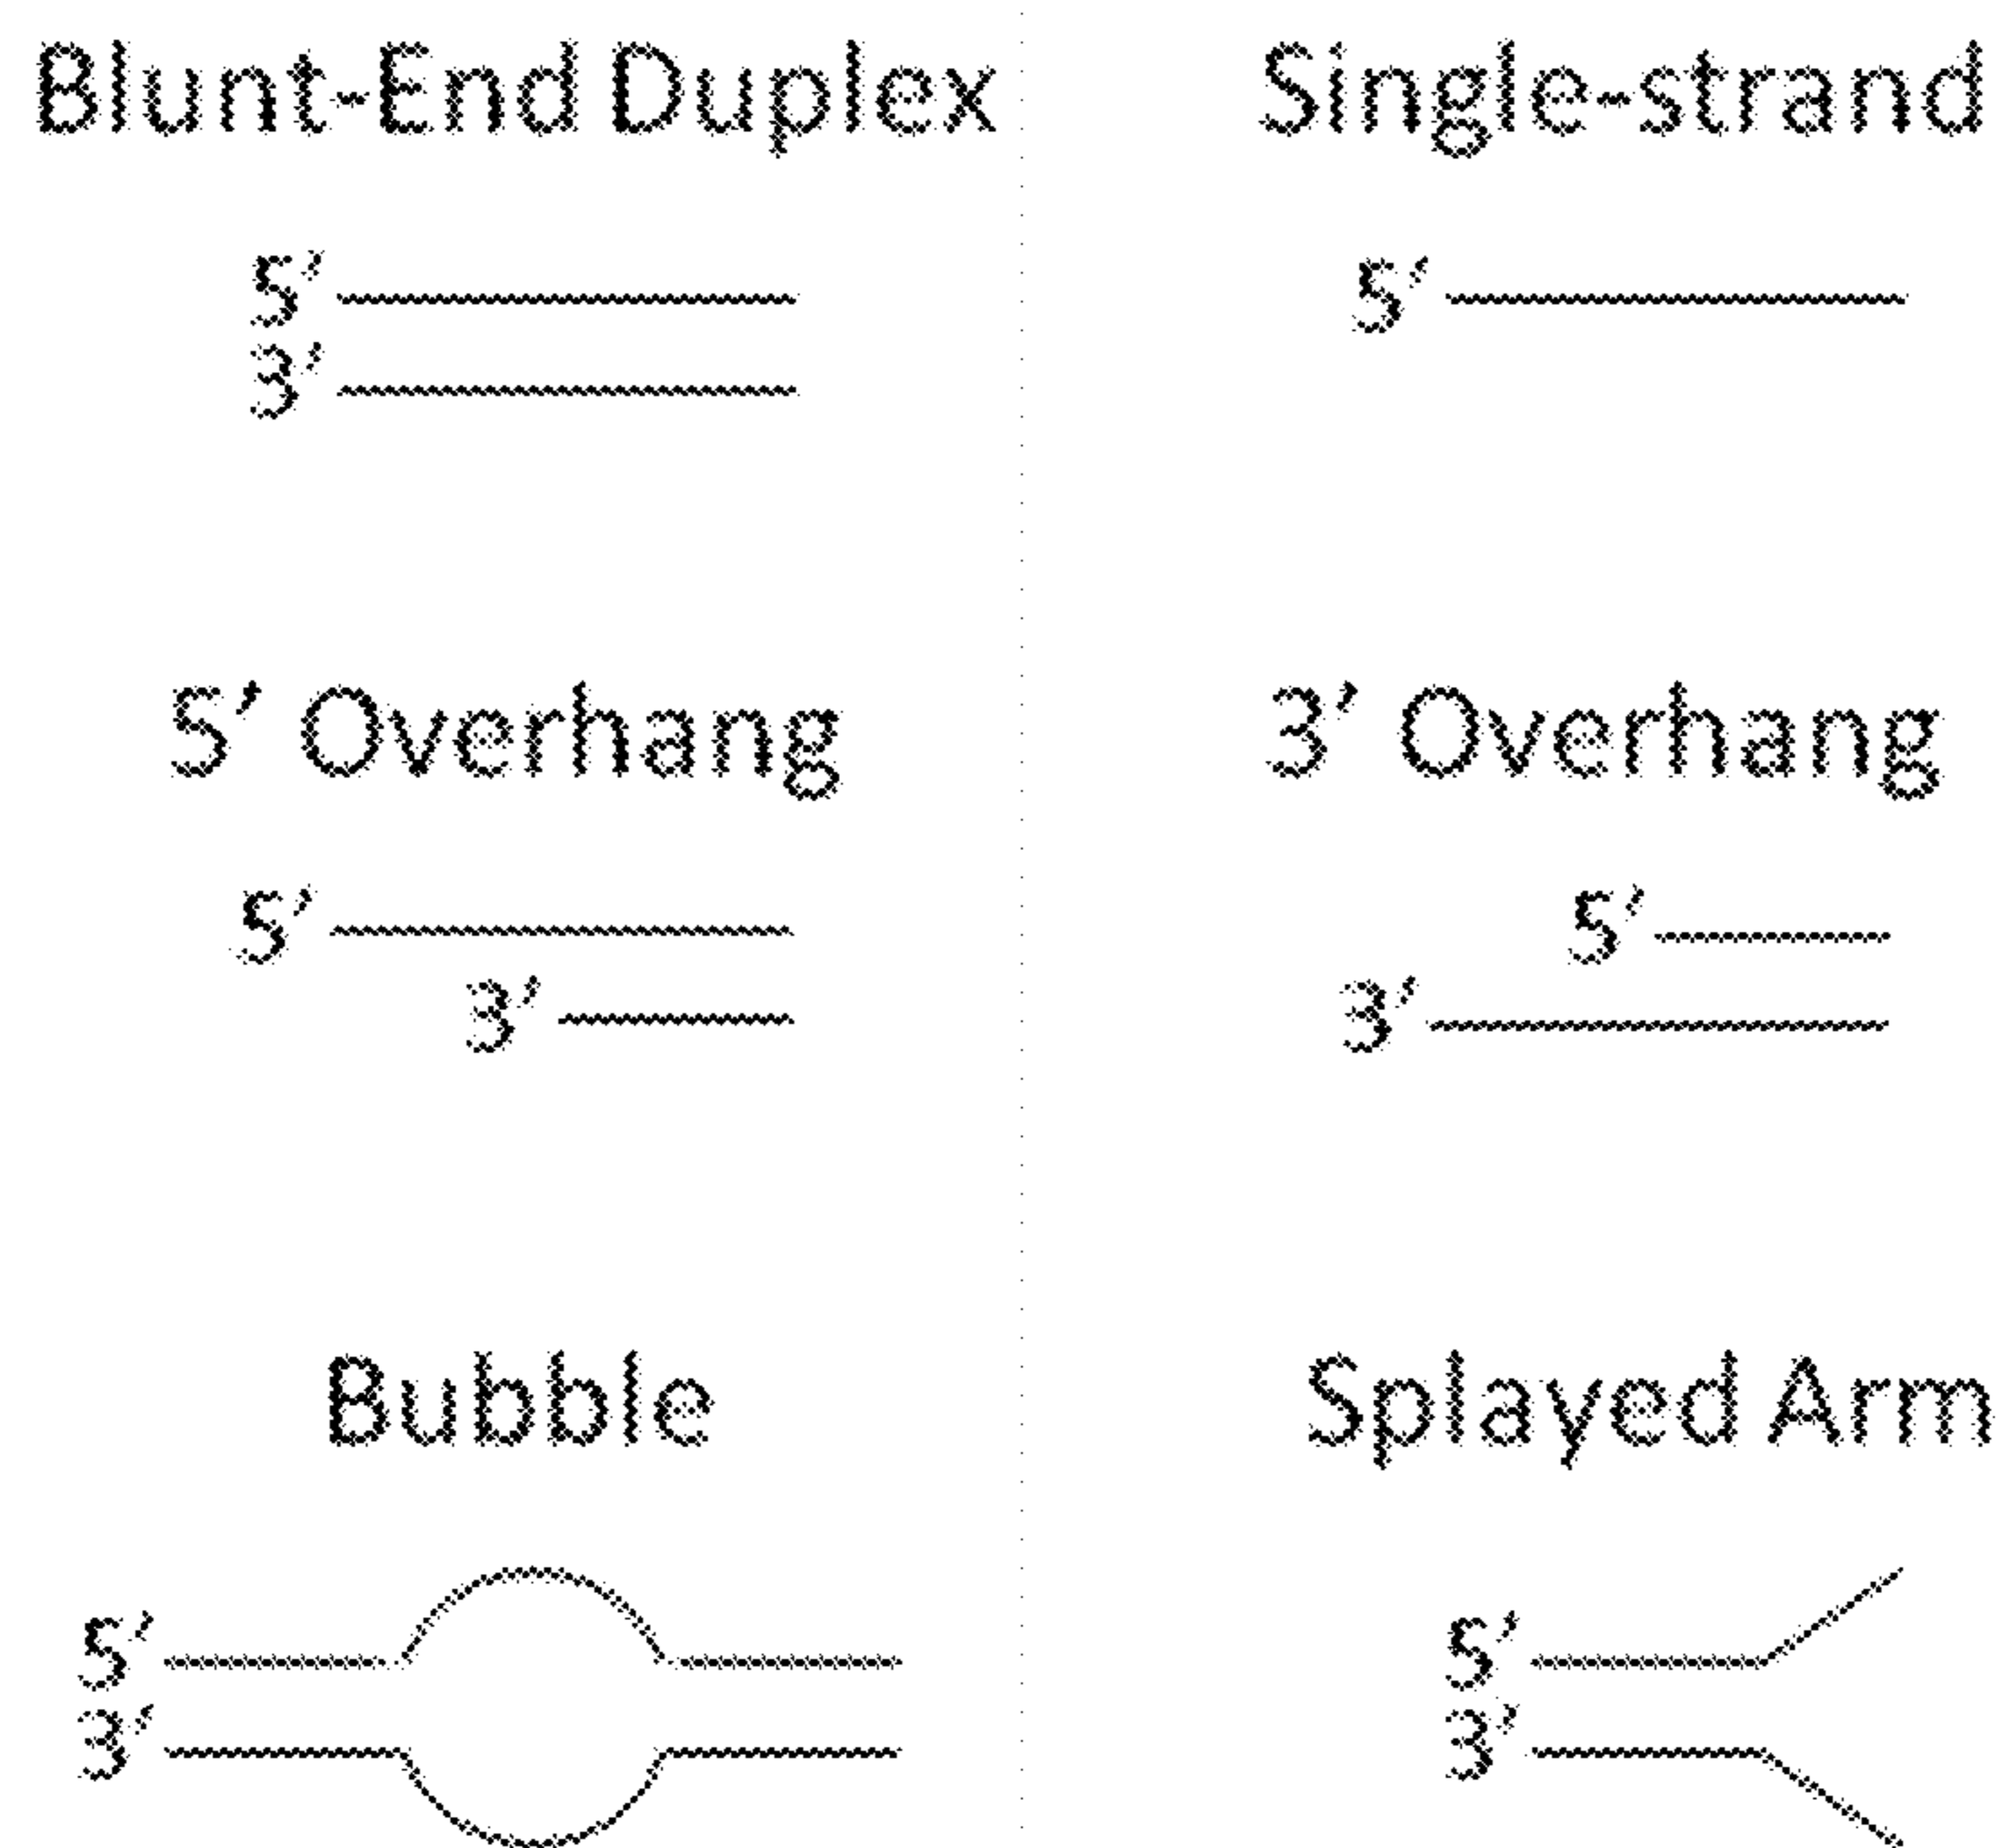 Blunt-End Duplex
5′
3′
Single-strand
5′
5′ Overhang
5′
3′
3′ Overhang
5′
3′
Bubble
5′
3′
Splayed Arm
5′
3′